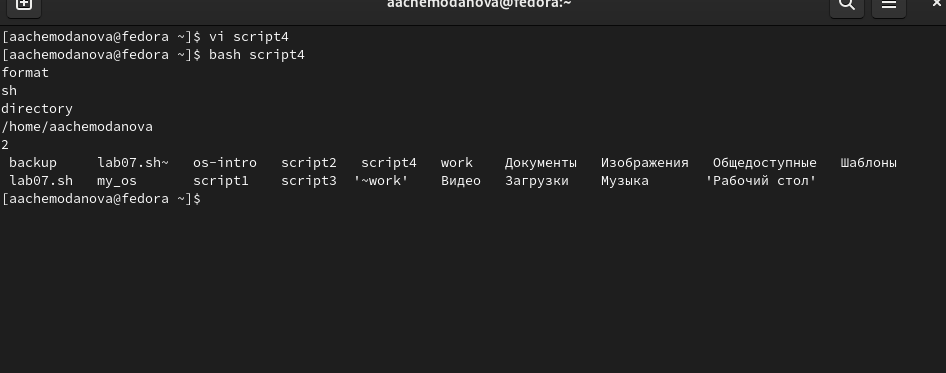 aachemodanova@fedora:~
[aachemodanova@fedora ~]$ vi script4
[aachemodanova@fedora ~]$ bash script4
format
sh
directory
/home/aachemodanova
2
backup lab07.sh~ os-intro script2 script4 work Документы Изображения Общедоступные Шаблоны
lab07.sh my_os script1 script3 '~work' Видео Загрузки Музыка 'Рабочий стол'
[aachemodanova@fedora ~]$